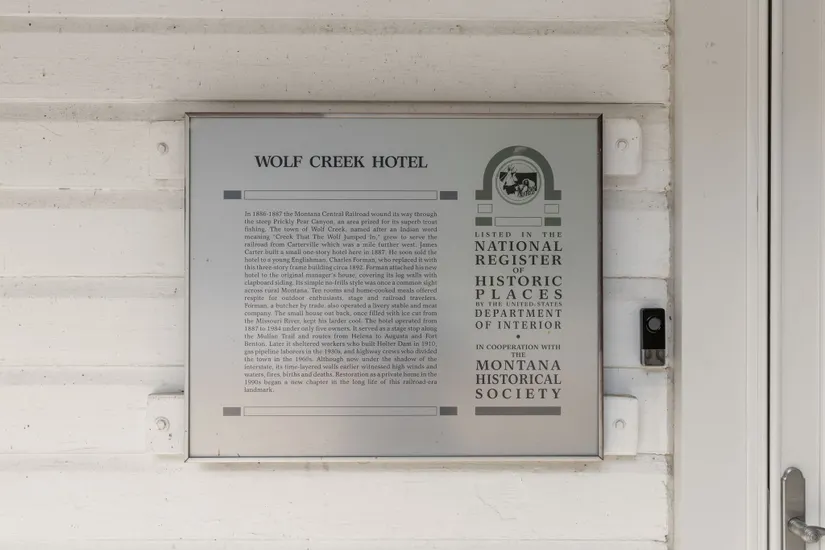 WOLF CREEK HOTEL
In 1886-1887 the Montana Central Railroad wound its way through
the steep Prickly Pear Canyon, an area prized for its superb trout
fishing. The town of Wolf Creek, named after an Indian word
meaning "Creek That The Wolf Jumped In," grew to serve the
railroad from Carterville which was a mile further west. James
Carter built a small one-story hotel here in 1887. He soon sold the
hotel to a young Englishman, Charles Forman, who replaced it with
this three-story frame building circa 1892. Forman attached his new
hotel to the original manager's house, covering its log walls with
clapboard siding. Its simple no-frills style was once a common sight
across rural Montana. Ten rooms and home-cooked meals offered
respite for outdoor enthusiasts, stage and railroad travelers.
Forman, a butcher by trade, also operated a livery stable and meat
company. The small house out back, once filled with ice cut from
the Missouri River, kept his larder cool. The hotel operated from
1887 to 1984 under only five owners. It served as a stage stop along
the Mullan Trail and routes from Helena to Augusta and Fort
Benton. Later it sheltered workers who built Holter Dam in 1910,
gas pipeline laborers in the 1930s, and highway crews who divided
the town in the 1960s. Although now under the shadow of the
interstate, its time-layered walls earlier witnessed high winds and
waters, fires, births and deaths. Restoration as a private home in the
1990s began a new chapter in the long life of this railroad-era
landmark.
LISTED IN THE
NATIONAL
REGISTER
OF
HISTORIC
PLACES
BY THE UNITED STATES
DEPARTMENT
OF INTERIOR
IN COOPERATION WITH
THE
MONTANA
HISTORICAL
SOCIETY